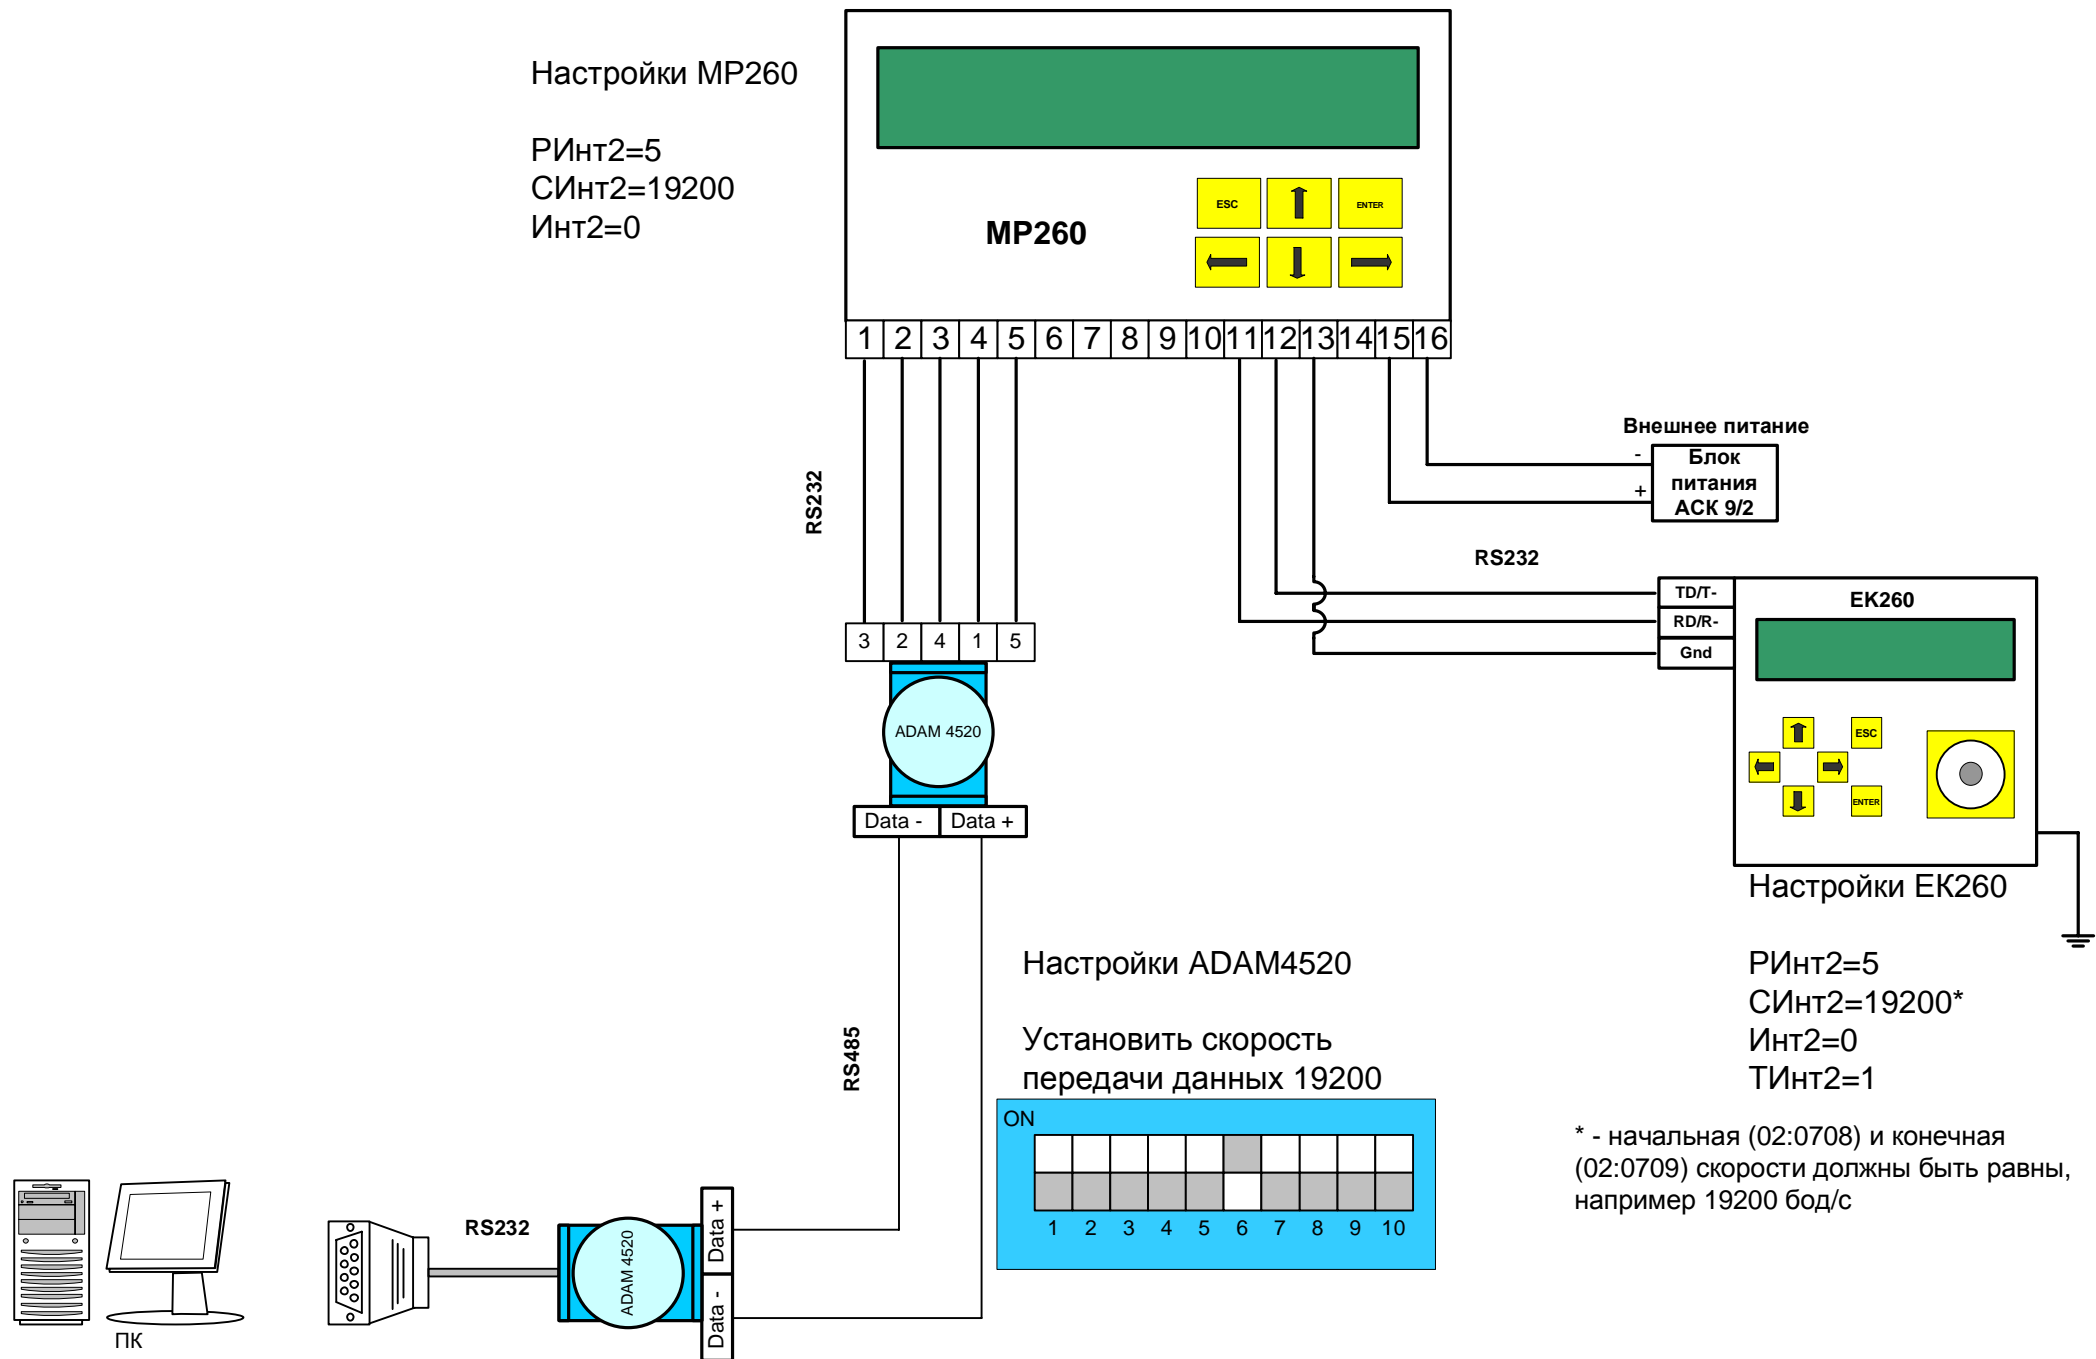 Настройки МР260
РИнт2=5
СИнт2=19200
Инт2=0
МР260
ESC
ENTER
1 2 3 4 5 6 7 8 9 10 11 12 13 14 15 16
RS232
Внешнее питание
-
+
Блок
питания
АСК 9/2
RS232
TD/T-
RD/R-
Gnd
EK260
ESC
ENTER
3 2 4 1 5
ADAM 4520
Data - Data +
RS485
Настройки ЕК260
РИнт2=5
СИнт2=19200*
Инт2=0
ТИнт2=1
* - начальная (02:0708) и конечная
(02:0709) скорости должны быть равны,
например 19200 бод/с
Настройки ADAM4520
Установить скорость
передачи данных 19200
ON
1 2 3 4 5 6 7 8 9 10
RS232
ADAM 4520
Data +
Data -
ПК